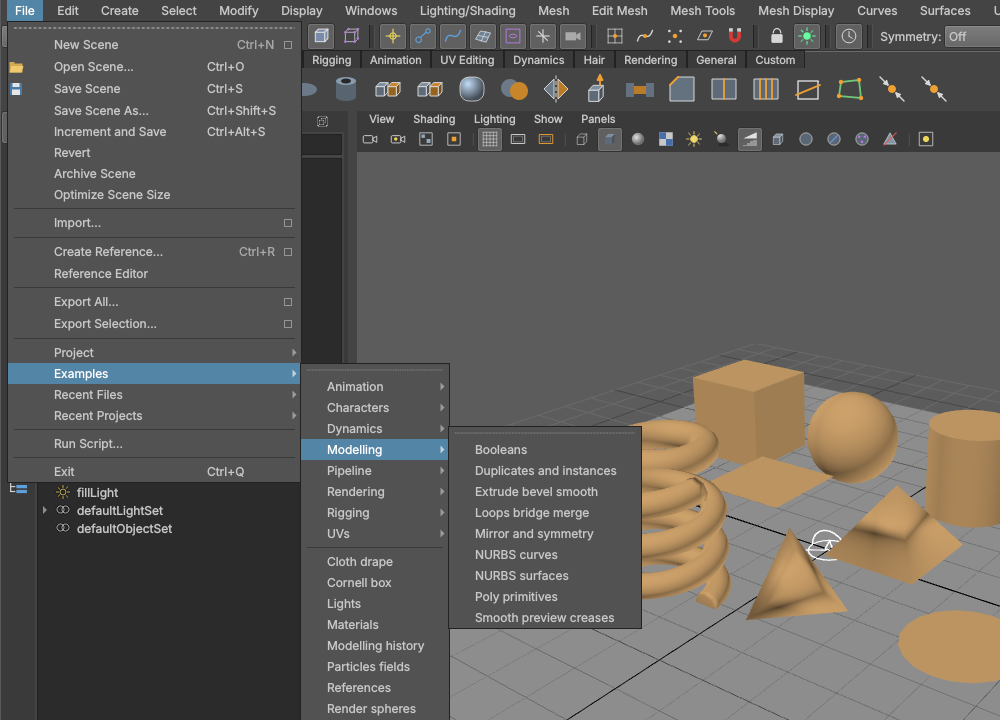 File Edit Create Select Modify Display Windows Lighting/Shading Mesh Edit Mesh Mesh Tools Mesh Display Curves Surfaces
Symmetry: Off
Rigging Animation UV Editing Dynamics Hair Rendering General Custom
View Shading Lighting Show Panels
New Scene Ctrl+N
Open Scene... Ctrl+O
Save Scene Ctrl+S
Save Scene As... Ctrl+Shift+S
Increment and Save Ctrl+Alt+S
Revert
Archive Scene
Optimize Scene Size
Import...
Create Reference... Ctrl+R
Reference Editor
Export All...
Export Selection...
Project
Examples
Recent Files
Recent Projects
Run Script...
Exit Ctrl+Q
Animation
Characters
Dynamics
Modelling
Pipeline
Rendering
Rigging
UVs
Cloth drape
Cornell box
Lights
Materials
Modelling history
Particles fields
References
Render spheres
Booleans
Duplicates and instances
Extrude bevel smooth
Loops bridge merge
Mirror and symmetry
NURBS curves
NURBS surfaces
Poly primitives
Smooth preview creases
fillLight
defaultLightSet
defaultObjectSet